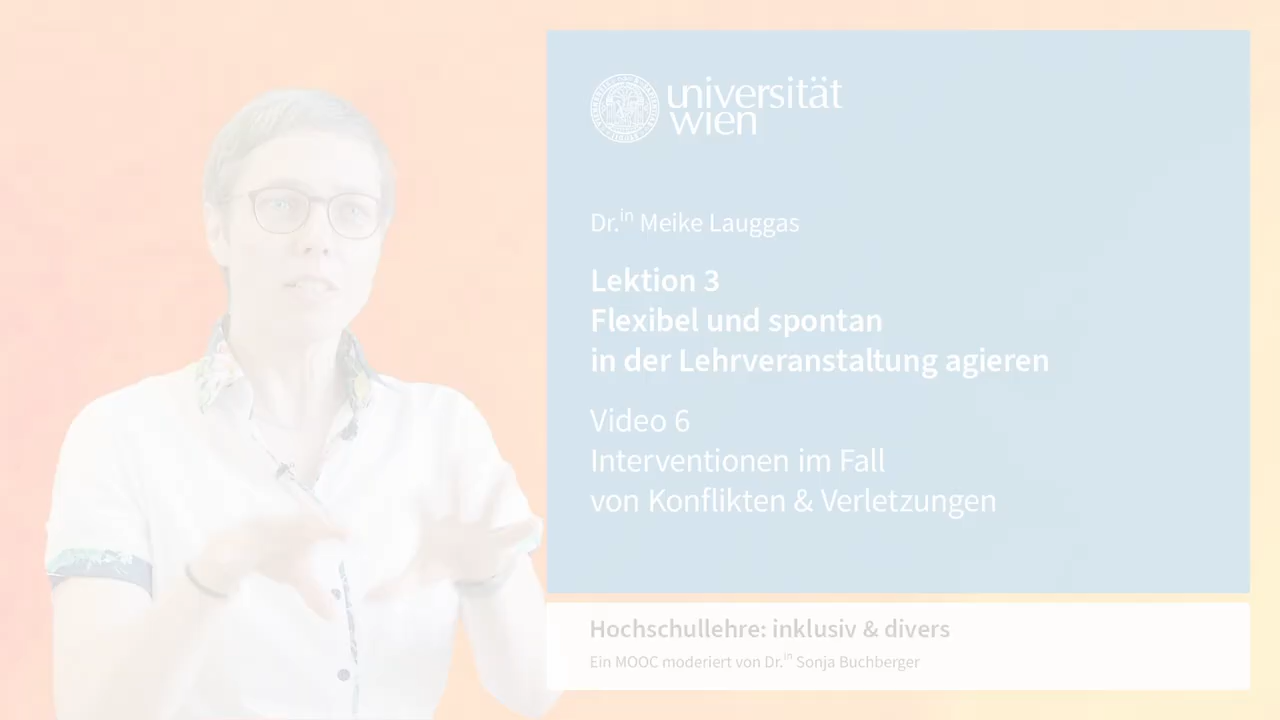 universität
wien
Dr.in Meike Lauggas
Lektion 3
Flexibel und spontan
in der Lehrveranstaltung agieren
Video 6
Interventionen im Fall
von Konflikten & Verletzungen
Hochschullehre: inklusiv & divers
Ein MOOC moderiert von Dr.in Sonja Buchberger